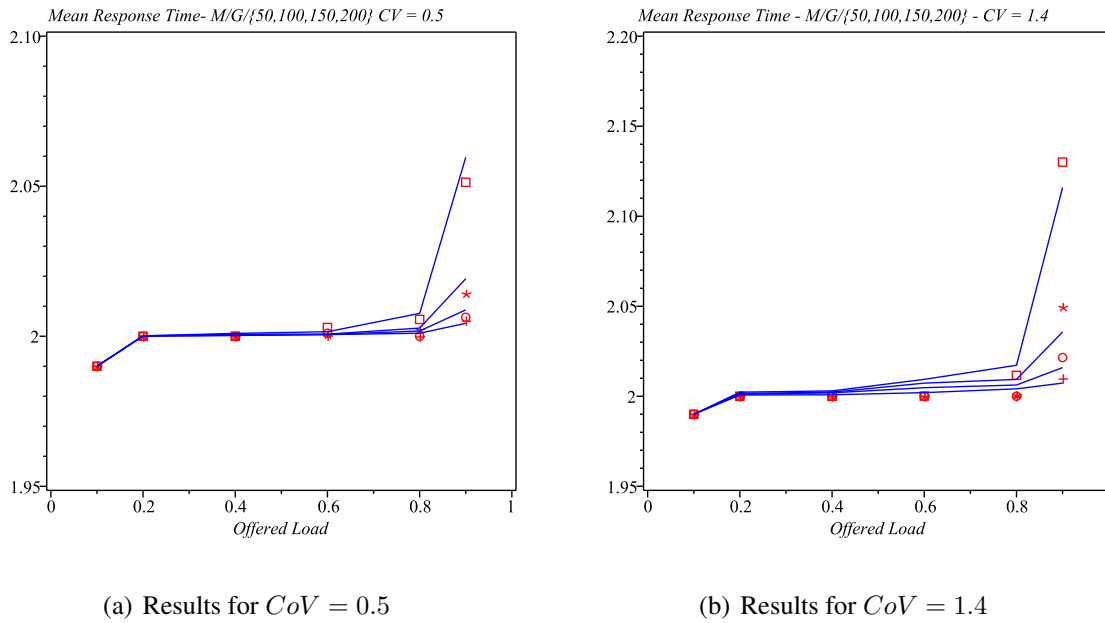 Mean Response Time- M/G/{50,100,150,200} CV = 0.5
2.10
2.05
2
1.95
0 0.2 0.4 0.6 0.8 1
Offered Load
(a) Results for CoV = 0.5
Mean Response Time - M/G/{50,100,150,200} - CV = 1.4
2.20
2.15
2.10
2.05
2
1.95
0 0.2 0.4 0.6 0.8
Offered Load
(b) Results for CoV = 1.4